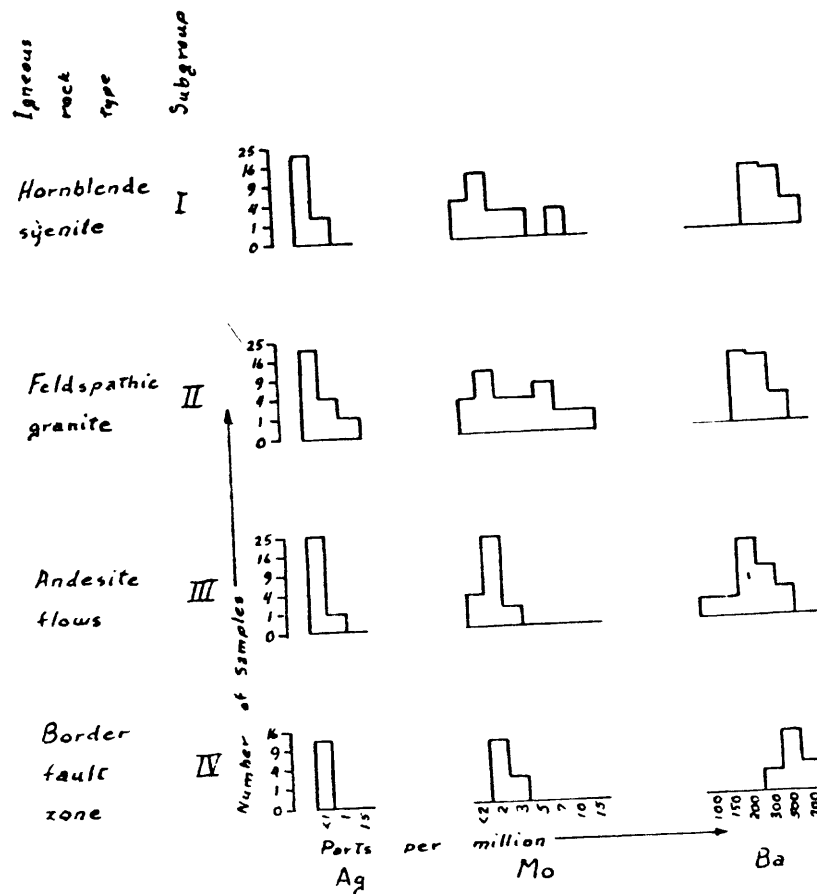 Igneous
rock
type
Subgroup
Hornblende
syenite
I
25
16
9
4
1
0
Feldspathic
granite
II
25
16
9
4
1
0
Andesite
flows
III
25
16
9
4
1
0
Border
fault
zone
IV
16
9
4
1
0
Number of Samples
<1
1
1.5
<2
2
3
5
7
10
15
100
150
200
300
500
700
Parts per million
Ag
Mo
Ba